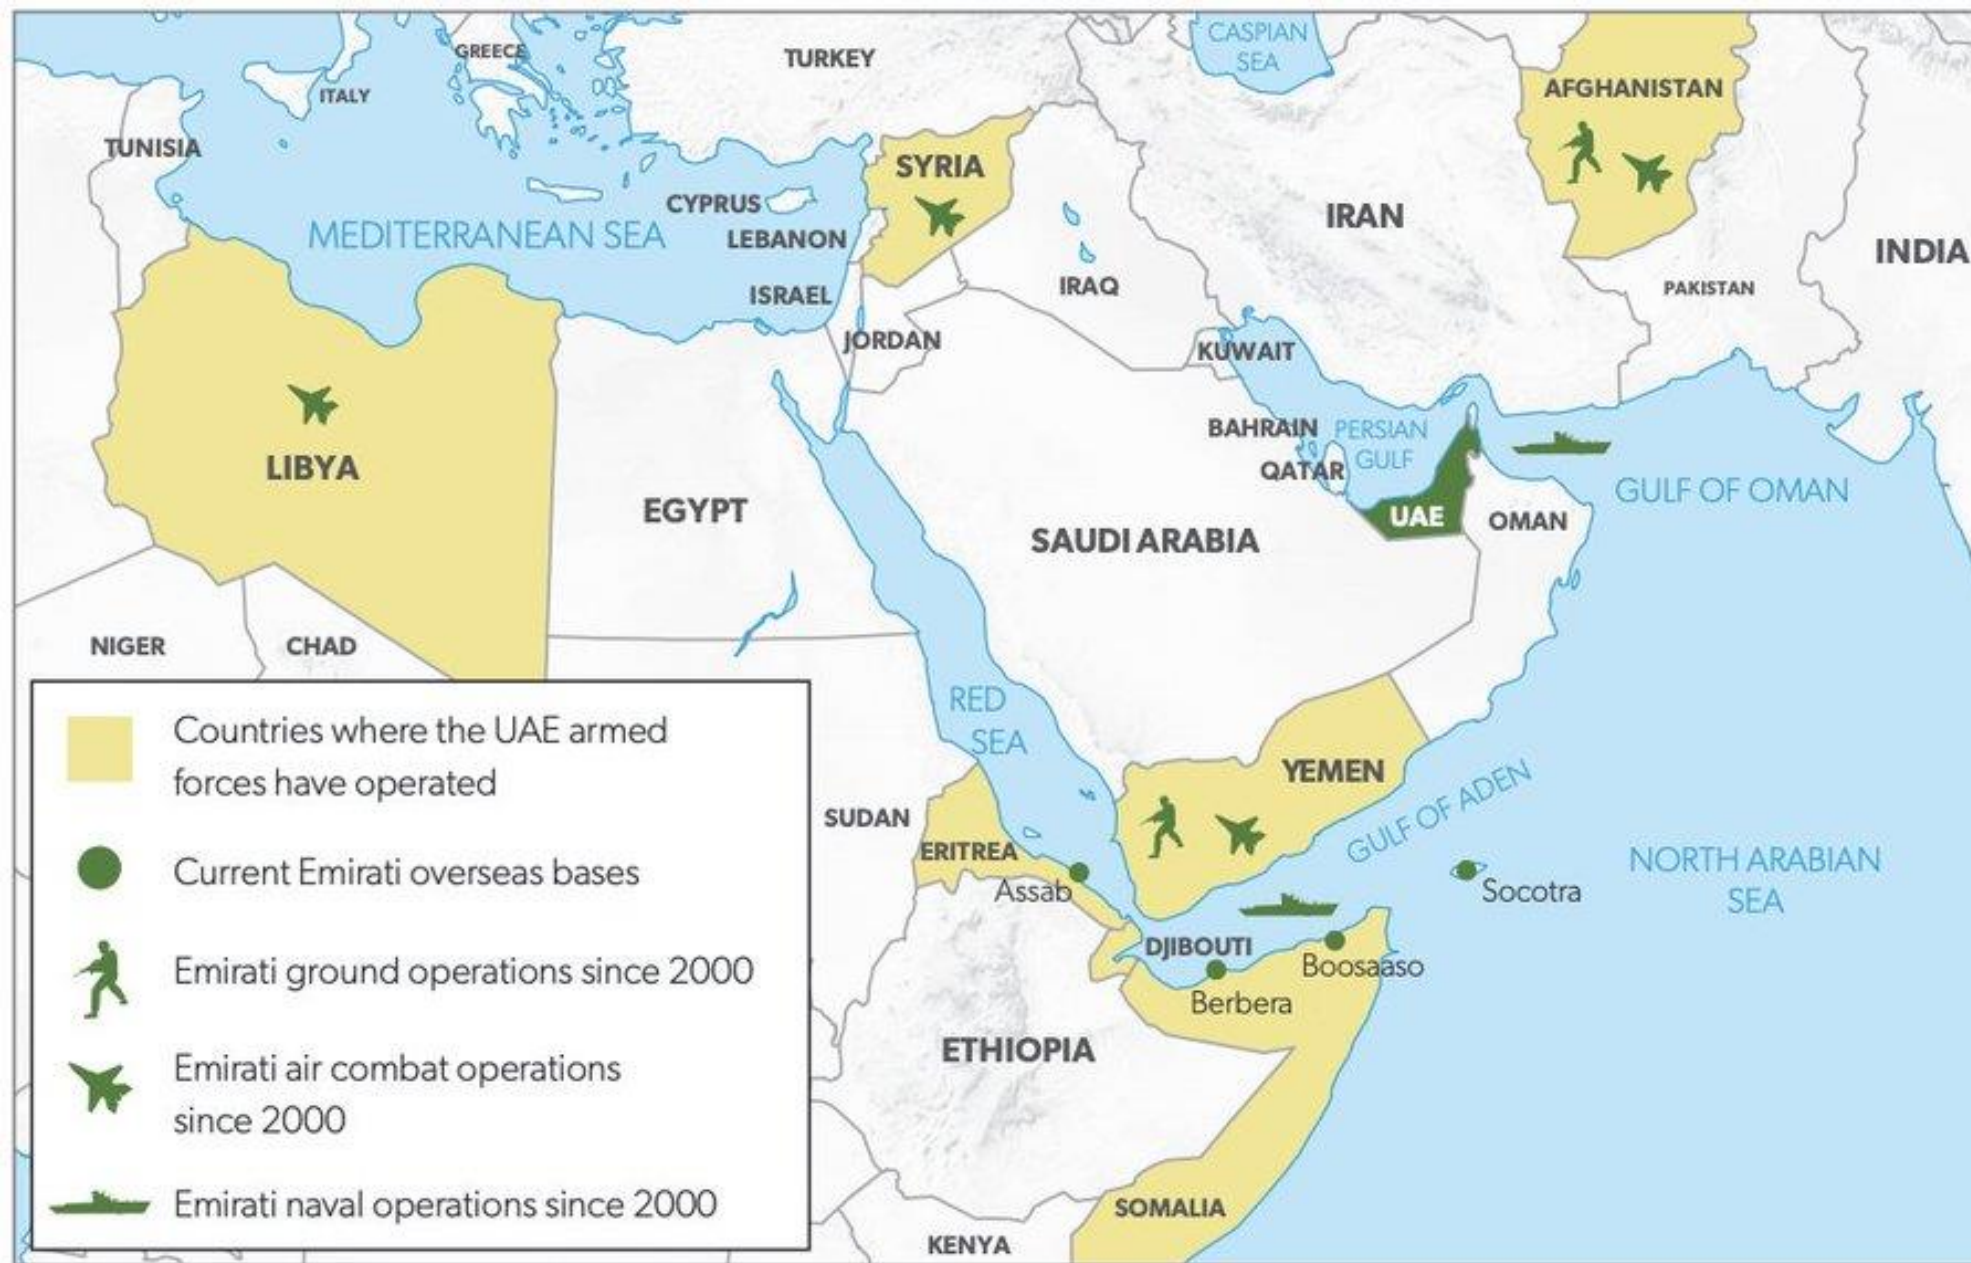 CASPIAN
SEA
GREECE
TURKEY
ITALY
AFGHANISTAN
TUNISIA
SYRIA
CYPRUS
IRAN
MEDITERRANEAN SEA
LEBANON
INDIA
IRAQ
PAKISTAN
ISRAEL
JORDAN
KUWAIT
BAHRAIN
PERSIAN
GULF
QATAR
LIBYA
GULF OF OMAN
EGYPT
UAE
OMAN
SAUDI ARABIA
NIGER
CHAD
RED
SEA
YEMEN
GULF OF ADEN
SUDAN
ERITREA
Assab
NORTH ARABIAN
SEA
Socotra
DJIBOUTI
Boosaaso
Berbera
ETHIOPIA
SOMALIA
KENYA
Countries where the UAE armed
forces have operated
Current Emirati overseas bases
Emirati ground operations since 2000
Emirati air combat operations
since 2000
Emirati naval operations since 2000